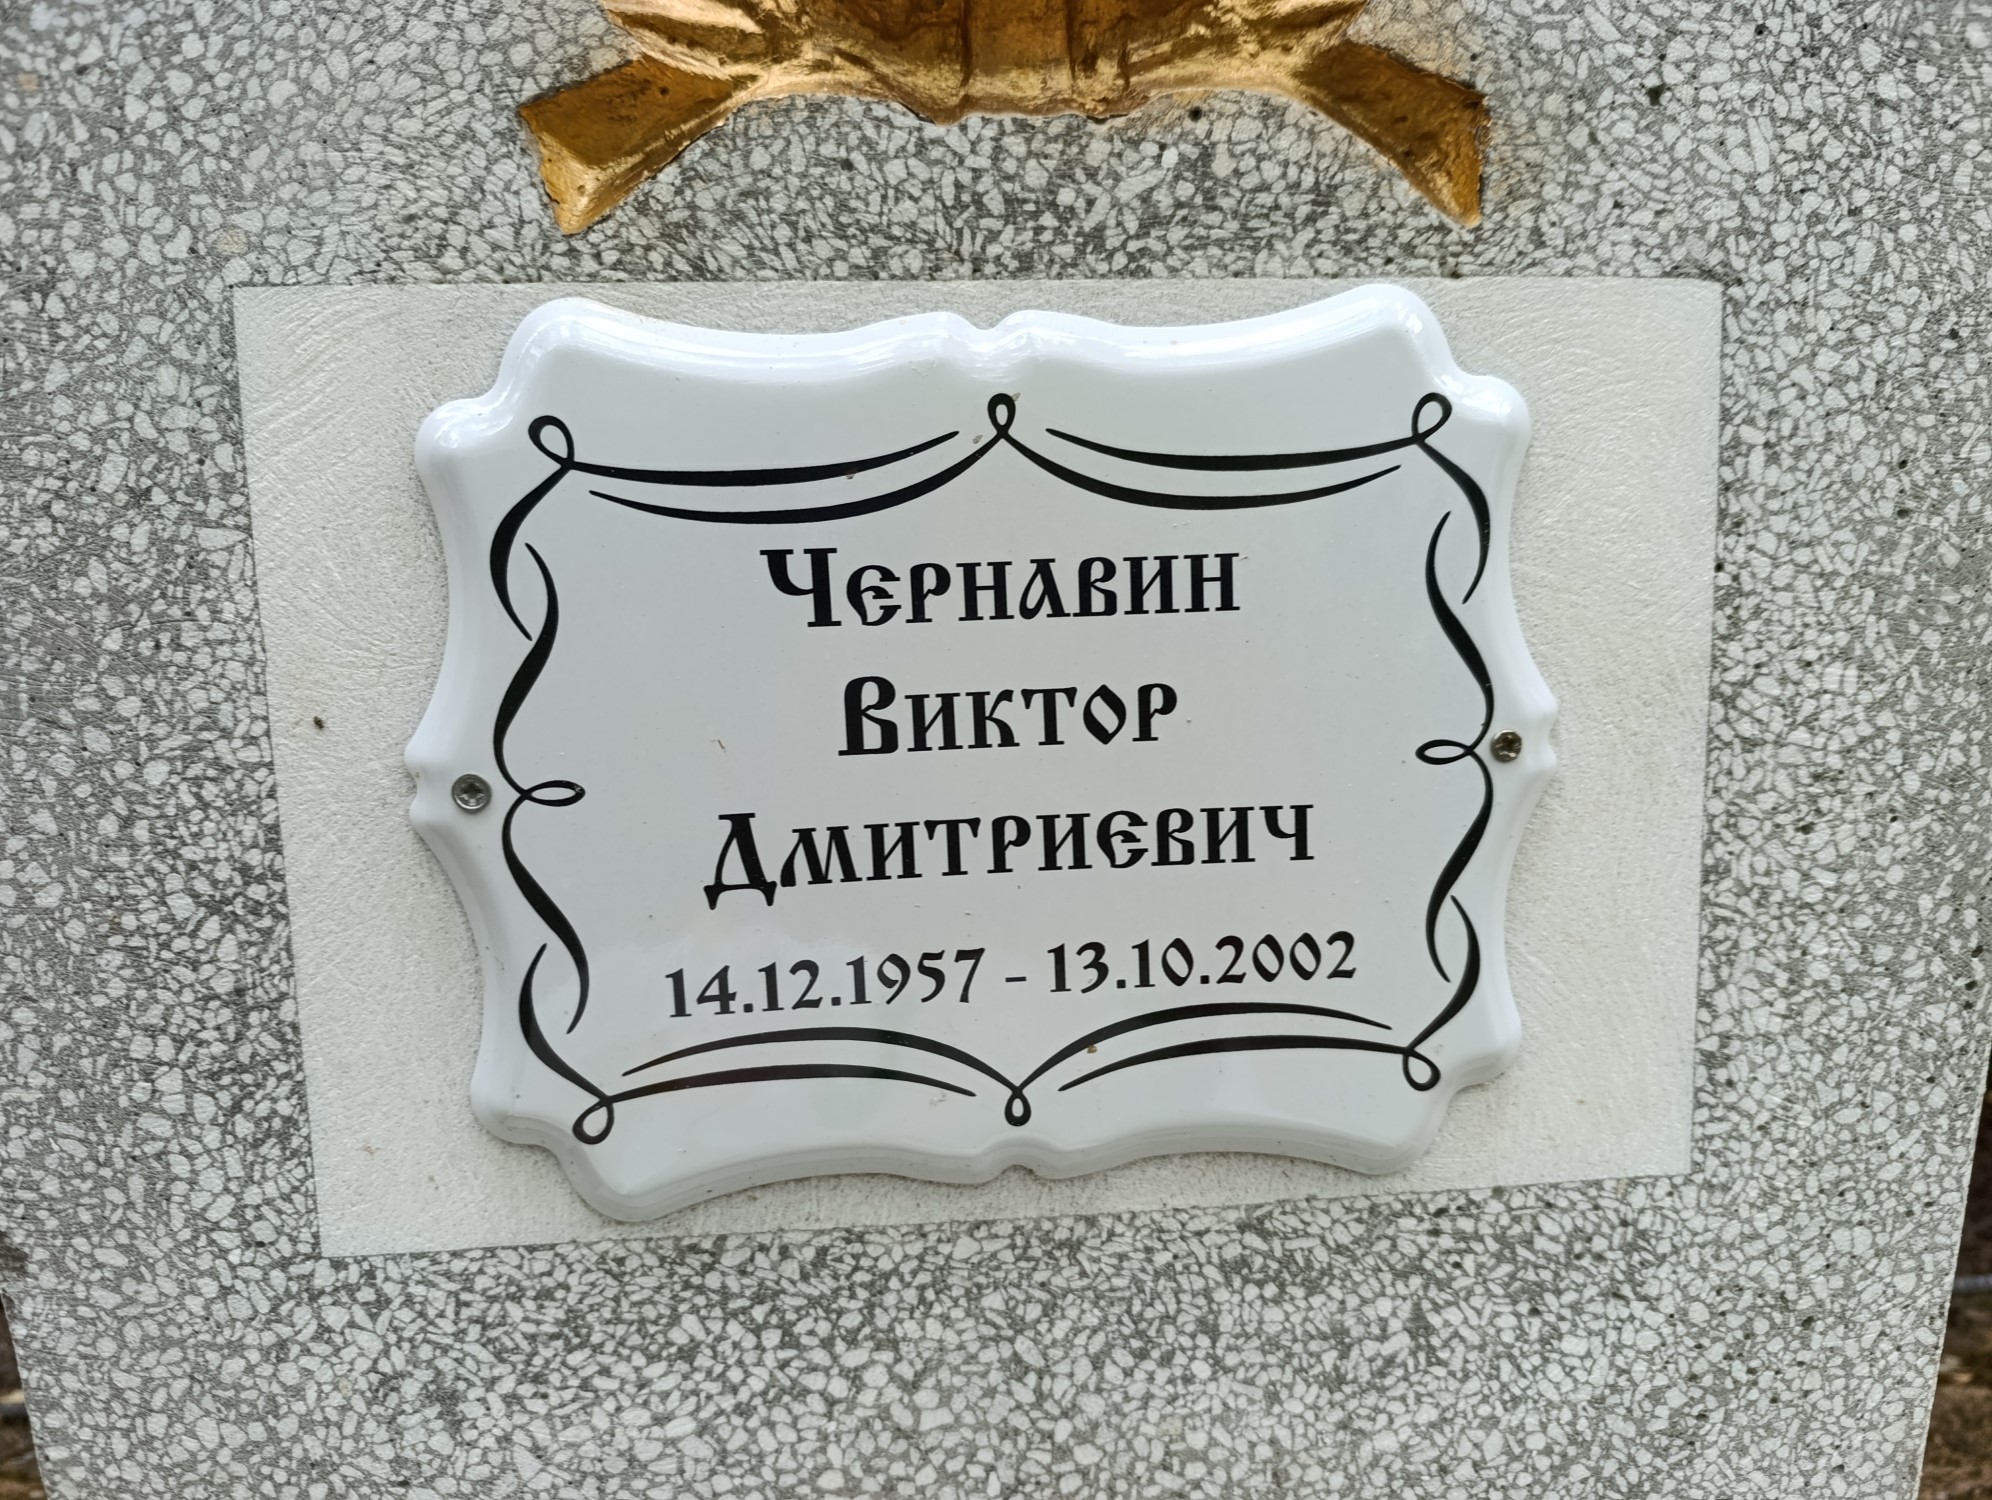 Чернавин
Виктор
Дмитриевич
14.12.1957 - 13.10.2002